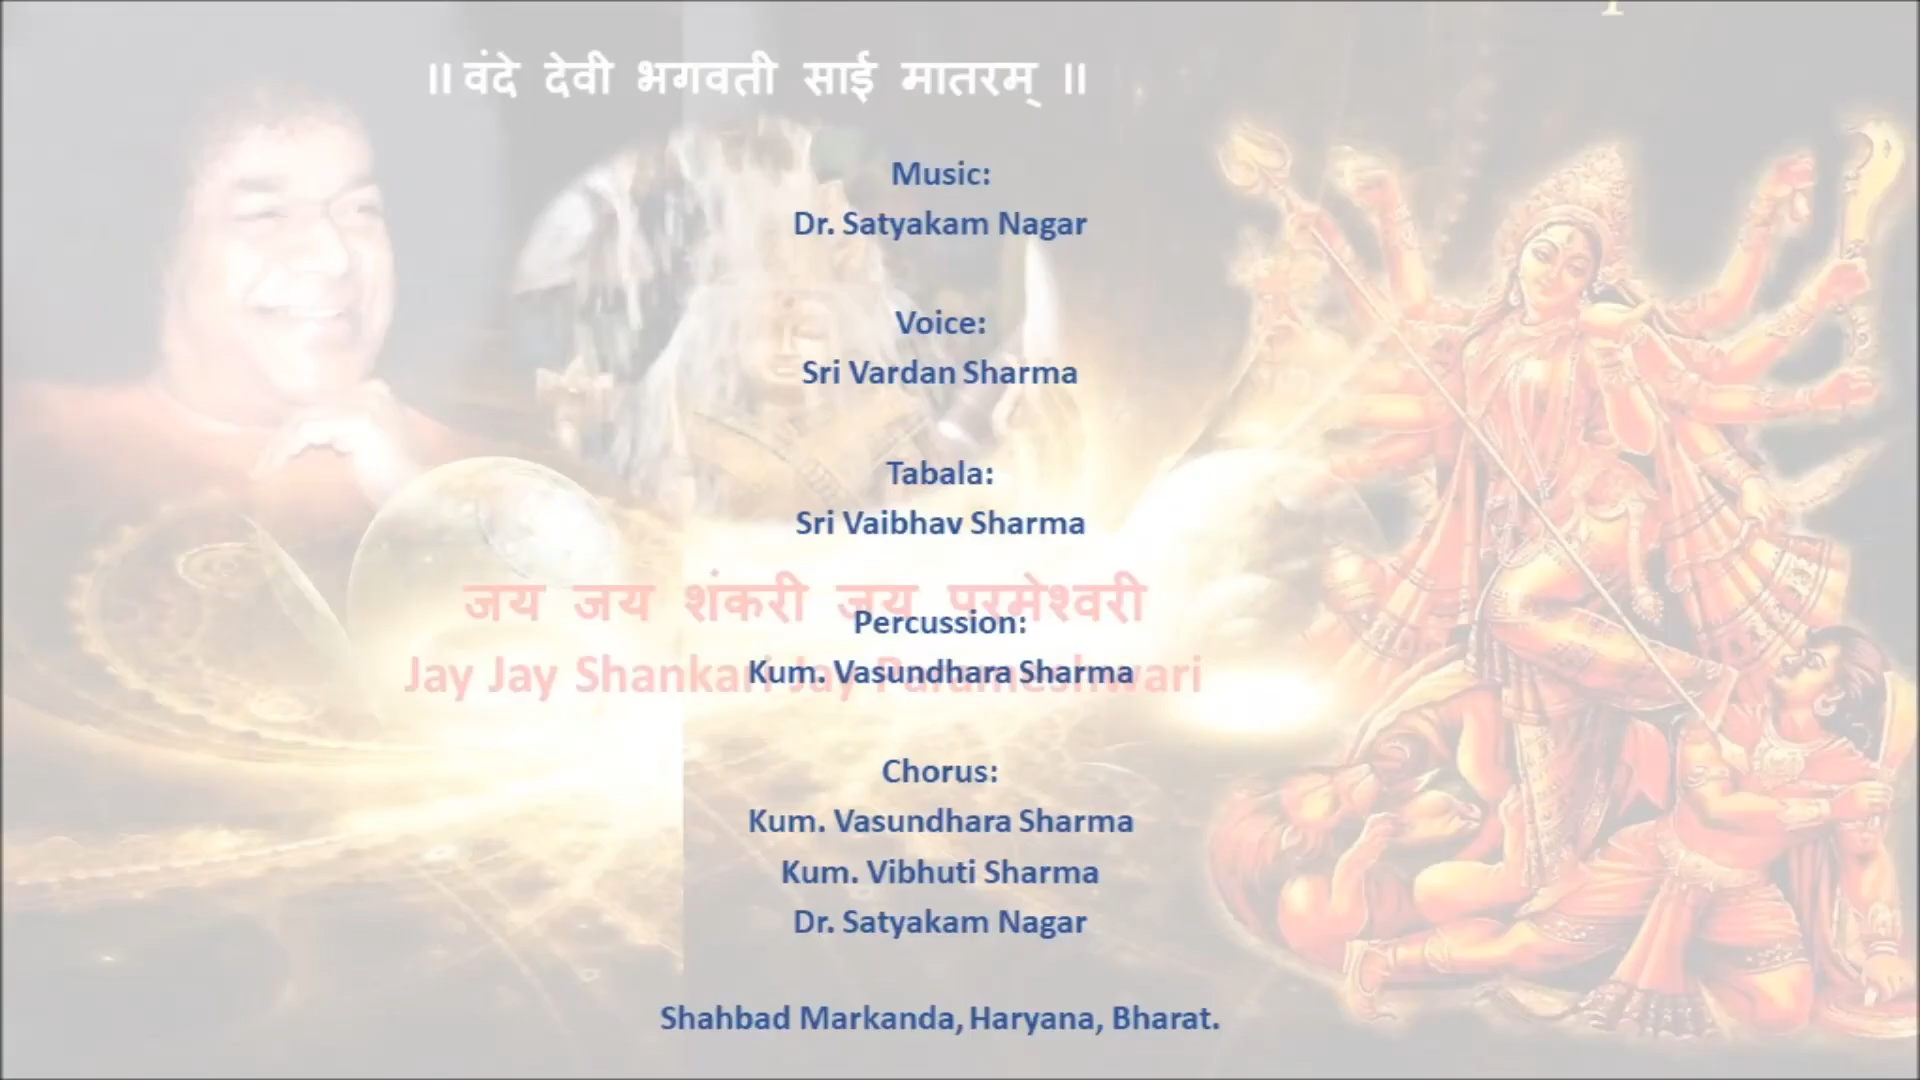 ॥ वंदे देवी भगवती साई मातरम् ॥
Music:
Dr. Satyakam Nagar
Voice:
Sri Vardan Sharma
Tabala:
Sri Vaibhav Sharma
जय जय शंकरी जय परमेश्वरी
Percussion:
Jay Jay Shankari Jay Parameshwari
Kum. Vasundhara Sharma
Chorus:
Kum. Vasundhara Sharma
Kum. Vibhuti Sharma
Dr. Satyakam Nagar
Shahbad Markanda, Haryana, Bharat.